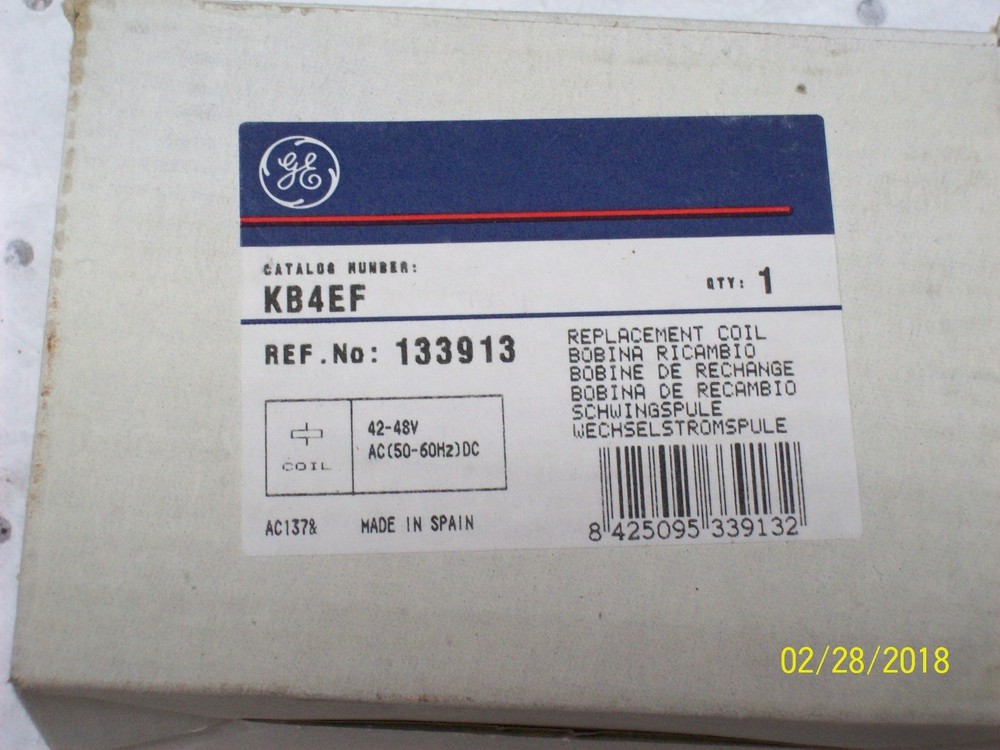 GE
CATALOG NUMBER:
KB4EF
QTY: 1
REF.No: 133913
REPLACEMENT COIL
BOBINA RICAMBIO
BOBINE DE RECHANGE
BOBINA DE RECAMBIO
SCHWINGSPULE
WECHSELSTROMSPULE
COIL
42-48V
AC(50-60Hz)DC
AC137&
MADE IN SPAIN
8 425095 339132
02/28/2018